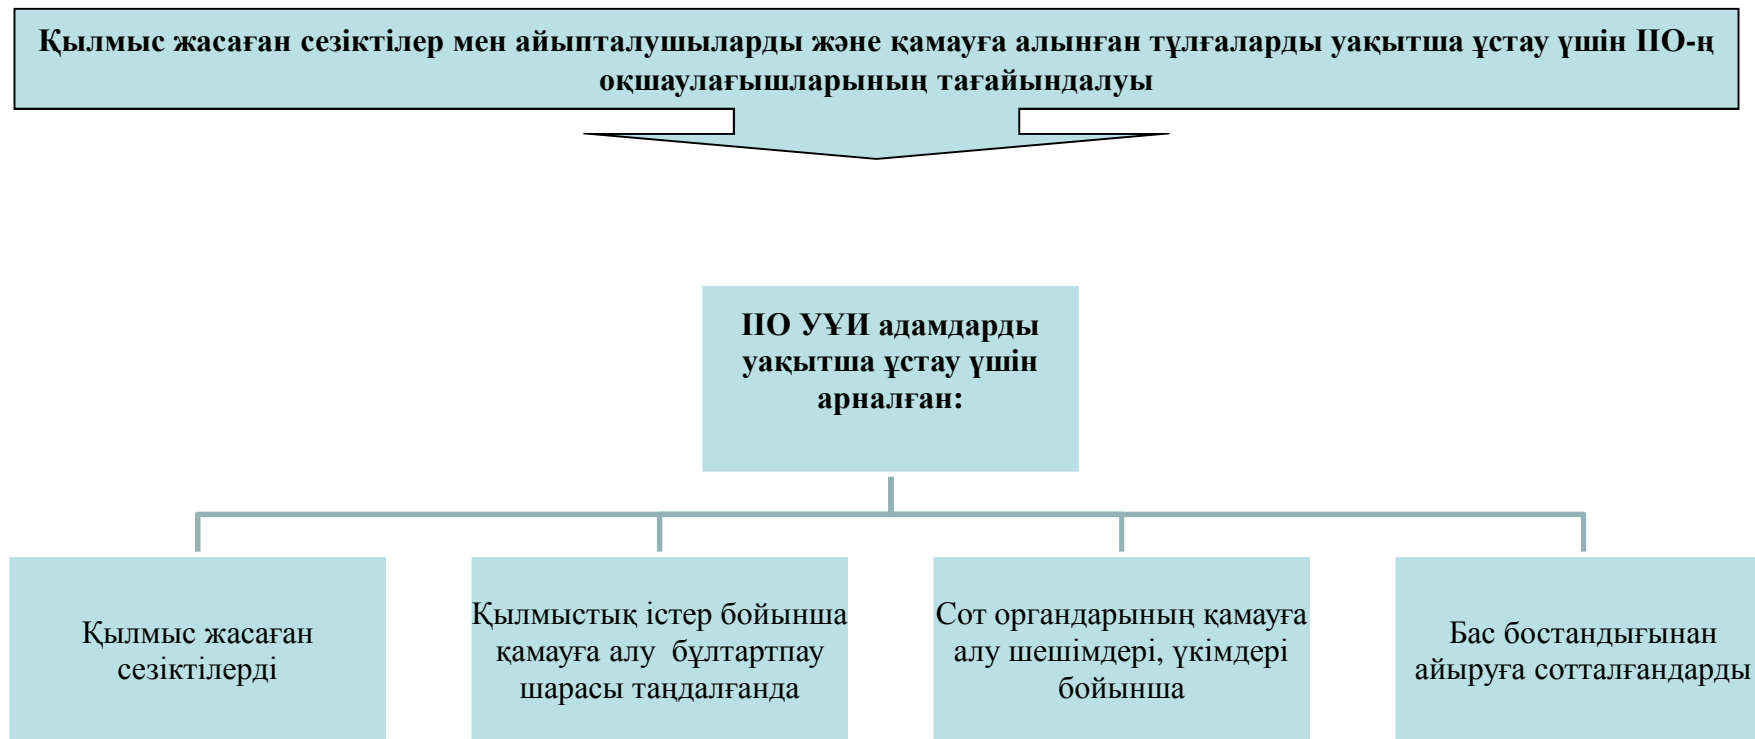 Қылмыс жасаған сезіктілер мен айыпталушыларды және қамауға алынған тұлғаларды уақытша ұстау үшін ІІО-ң
оқшаулағышларының тағайындалуы
ІІО УҰИ адамдарды
уақытша ұстау үшін
арналған:
Қылмыс жасаған
сезіктілерді
Қылмыстық істер бойынша
қамауға алу бұлтартпау
шарасы таңдалғанда
Сот органдарының қамауға
алу шешімдері, үкімдері
бойынша
Бас бостандығынан
айыруға сотталғандарды